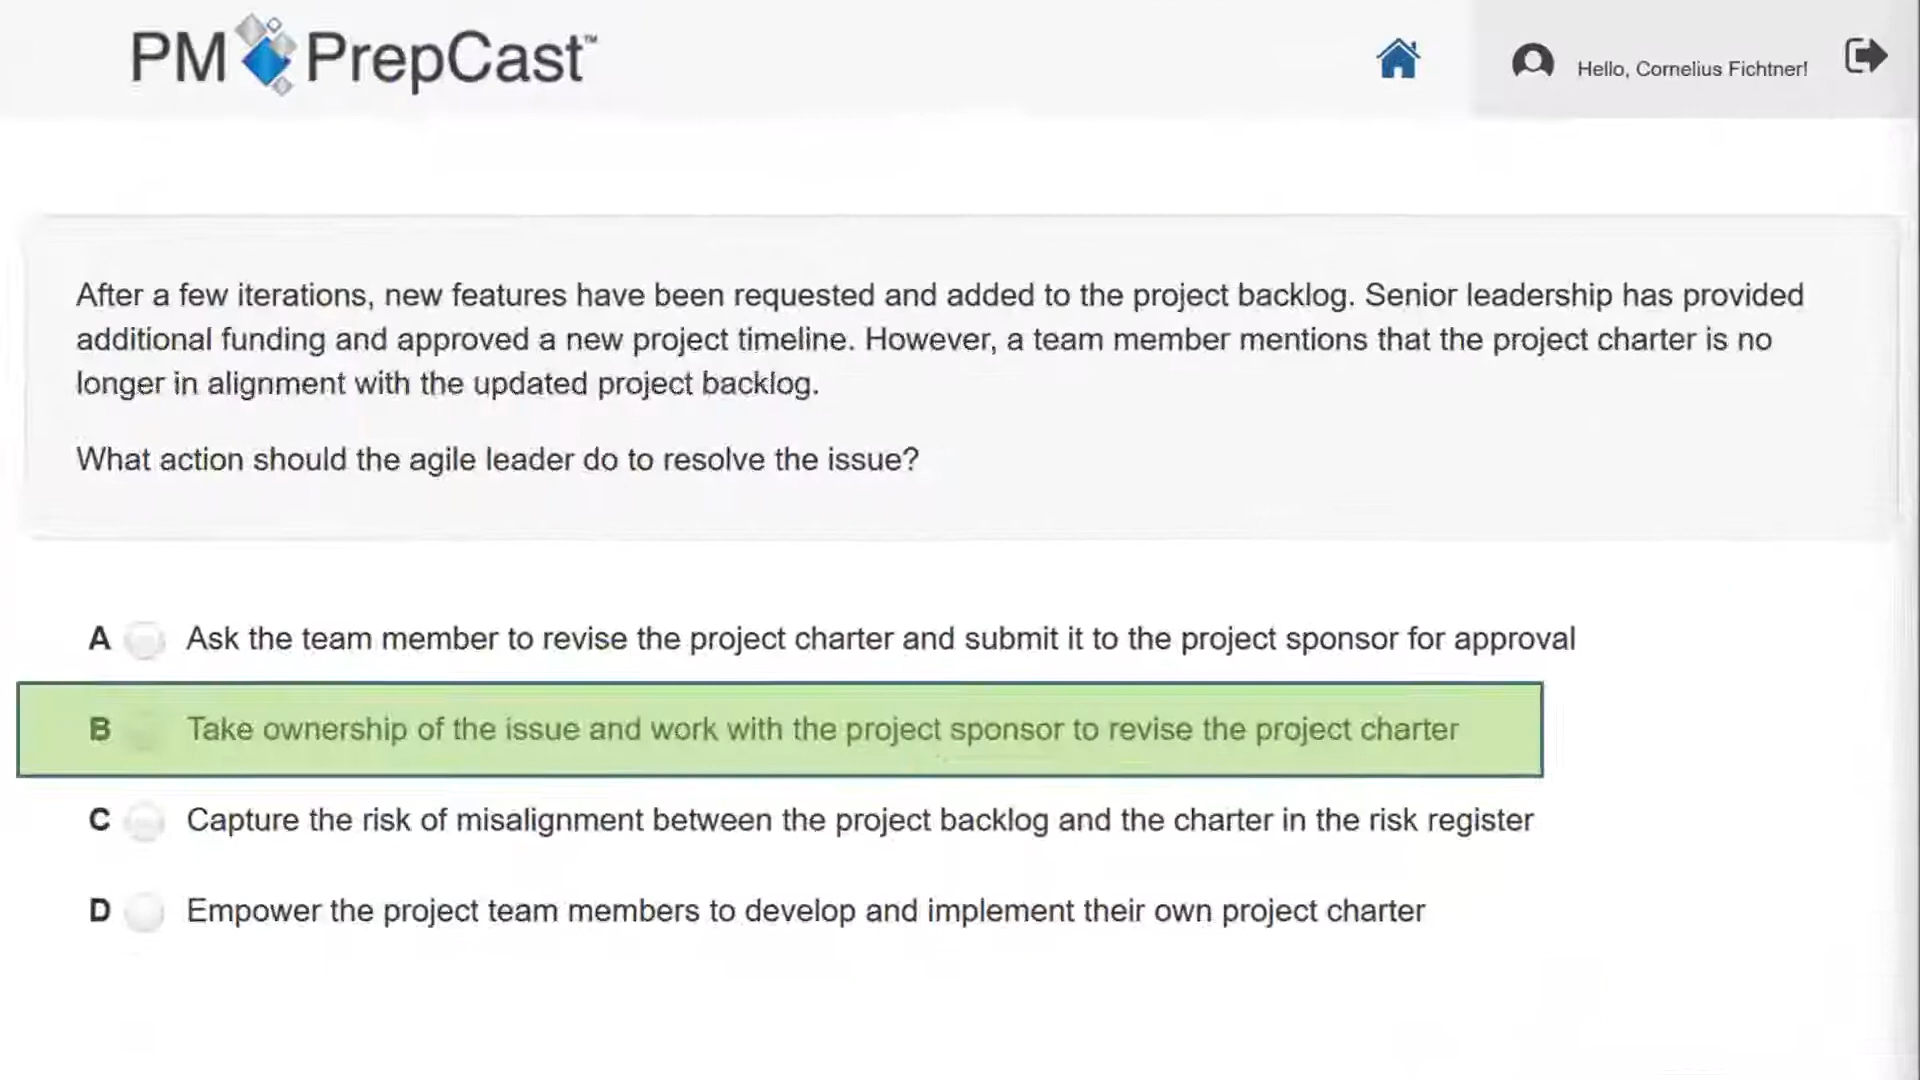 PM PrepCast™
Hello, Cornelius Fichtner!
After a few iterations, new features have been requested and added to the project backlog. Senior leadership has provided
additional funding and approved a new project timeline. However, a team member mentions that the project charter is no
longer in alignment with the updated project backlog.
What action should the agile leader do to resolve the issue?
A Ask the team member to revise the project charter and submit it to the project sponsor for approval
B Take ownership of the issue and work with the project sponsor to revise the project charter
C Capture the risk of misalignment between the project backlog and the charter in the risk register
D Empower the project team members to develop and implement their own project charter